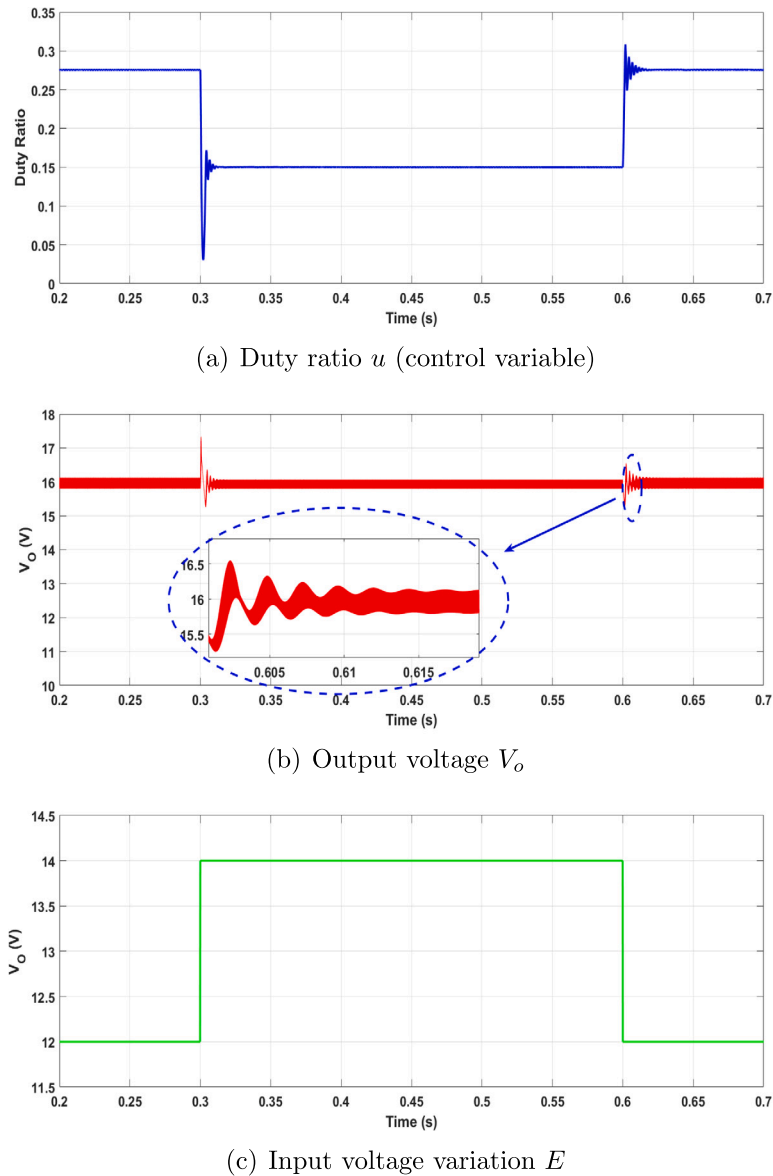 0.35
0.3
0.25
0.2
0.15
0.1
0.05
0
Duty Ratio
0.2 0.25 0.3 0.35 0.4 0.45 0.5 0.55 0.6 0.65 0.7
Time (s)
(a) Duty ratio u (control variable)
18
17
16
15
14
13
12
11
10
V_O (V)
16.5
16
15.5
0.605 0.61 0.615
0.2 0.25 0.3 0.35 0.4 0.45 0.5 0.55 0.6 0.65 0.7
Time (s)
(b) Output voltage V_o
14.5
14
13.5
13
12.5
12
11.5
V_O (V)
0.2 0.25 0.3 0.35 0.4 0.45 0.5 0.55 0.6 0.65 0.7
Time (s)
(c) Input voltage variation E